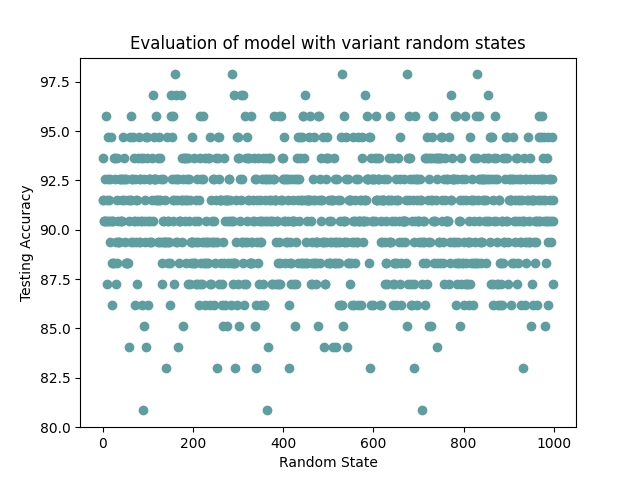 Evaluation of model with variant random states
97.5
95.0
92.5
90.0
87.5
85.0
82.5
80.0
Testing Accuracy
0 200 400 600 800 1000
Random State